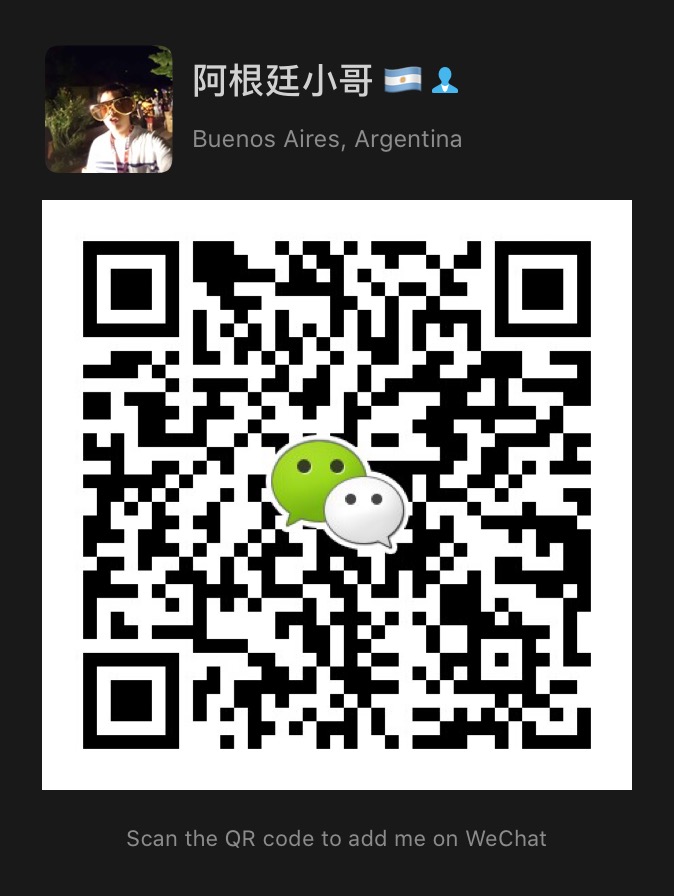 阿根廷小哥 🇦🇷 👤
Buenos Aires, Argentina
Scan the QR code to add me on WeChat